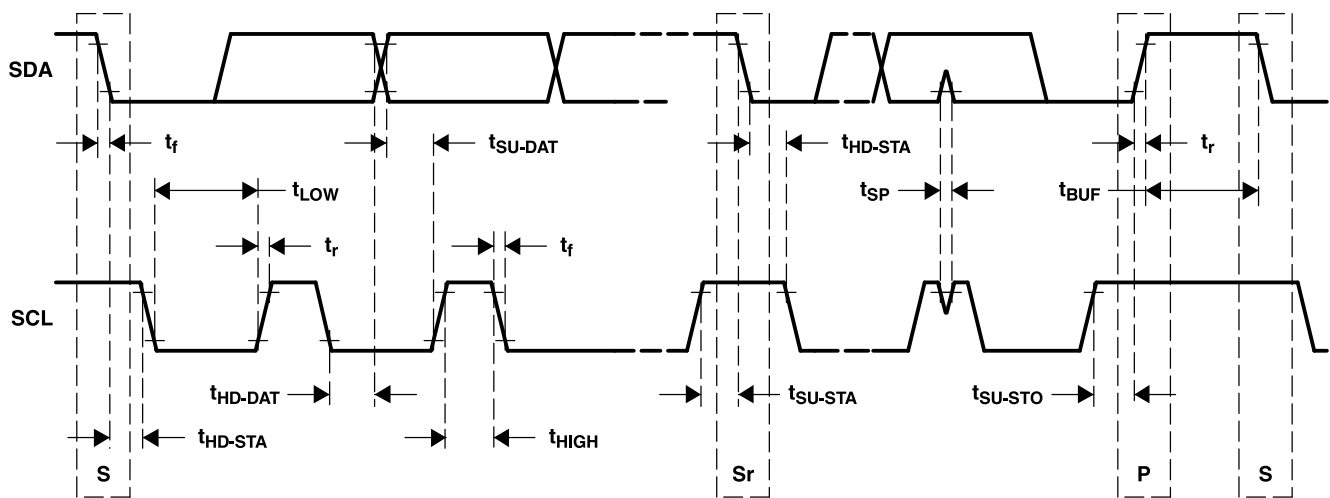 SDA
t_f
t_SU-DAT
t_HD-STA
t_r
t_LOW
t_SP
t_BUF
t_r
t_f
SCL
t_HD-DAT
t_SU-STA
t_SU-STO
t_HD-STA
t_HIGH
S
Sr
P
S